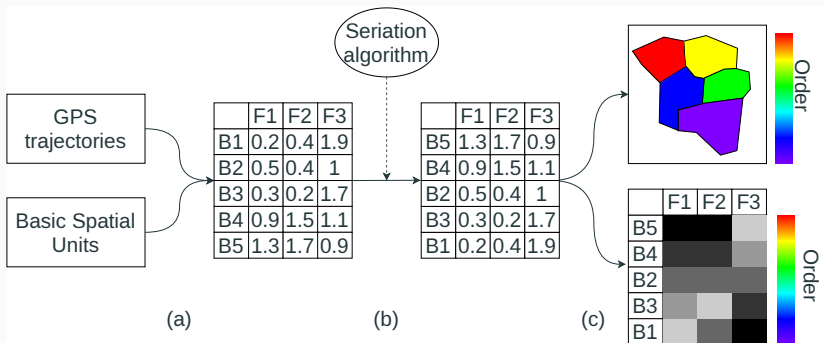 Seriation
algorithm
GPS
trajectories
Basic Spatial
Units
F1 F2 F3
B1 0.2 0.4 1.9
B2 0.5 0.4 1
B3 0.3 0.2 1.7
B4 0.9 1.5 1.1
B5 1.3 1.7 0.9
F1 F2 F3
B5 1.3 1.7 0.9
B4 0.9 1.5 1.1
B2 0.5 0.4 1
B3 0.3 0.2 1.7
B1 0.2 0.4 1.9
Order
F1 F2 F3
B5
B4
B2
B3
B1
Order
(a)
(b)
(c)